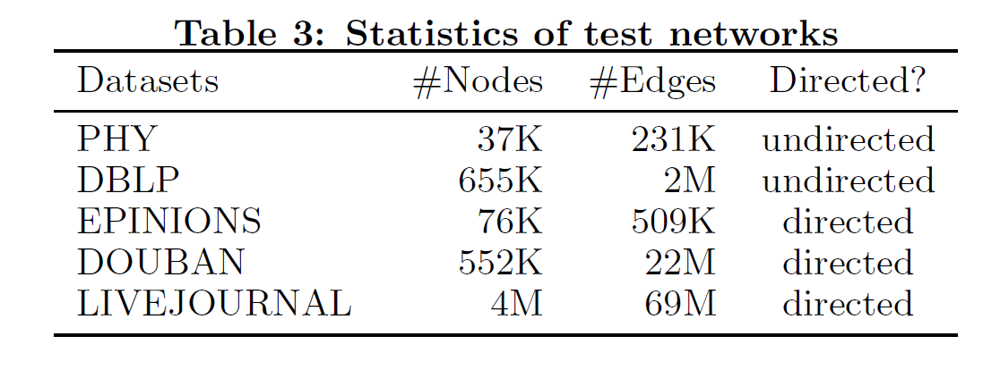 Table 3: Statistics of test networks
Datasets #Nodes #Edges Directed?
PHY 37K 231K undirected
DBLP 655K 2M undirected
EPINIONS 76K 509K directed
DOUBAN 552K 22M directed
LIVEJOURNAL 4M 69M directed